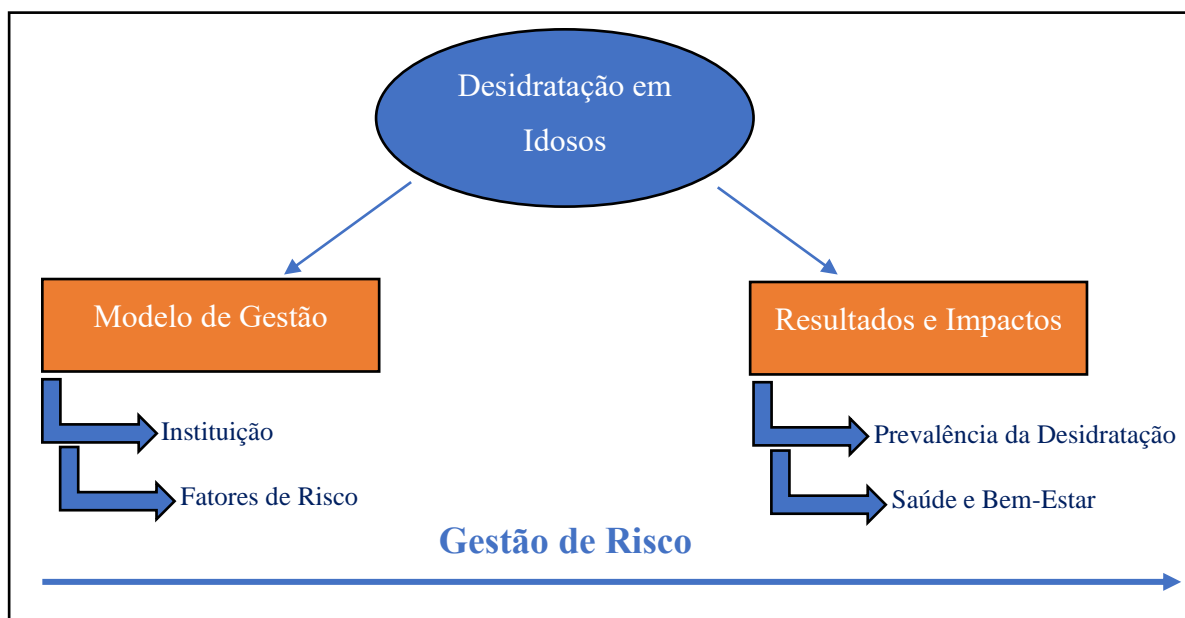 Desidratação em
Idosos
Modelo de Gestão
Resultados e Impactos
Instituição
Fatores de Risco
Prevalência da Desidratação
Saúde e Bem-Estar
Gestão de Risco